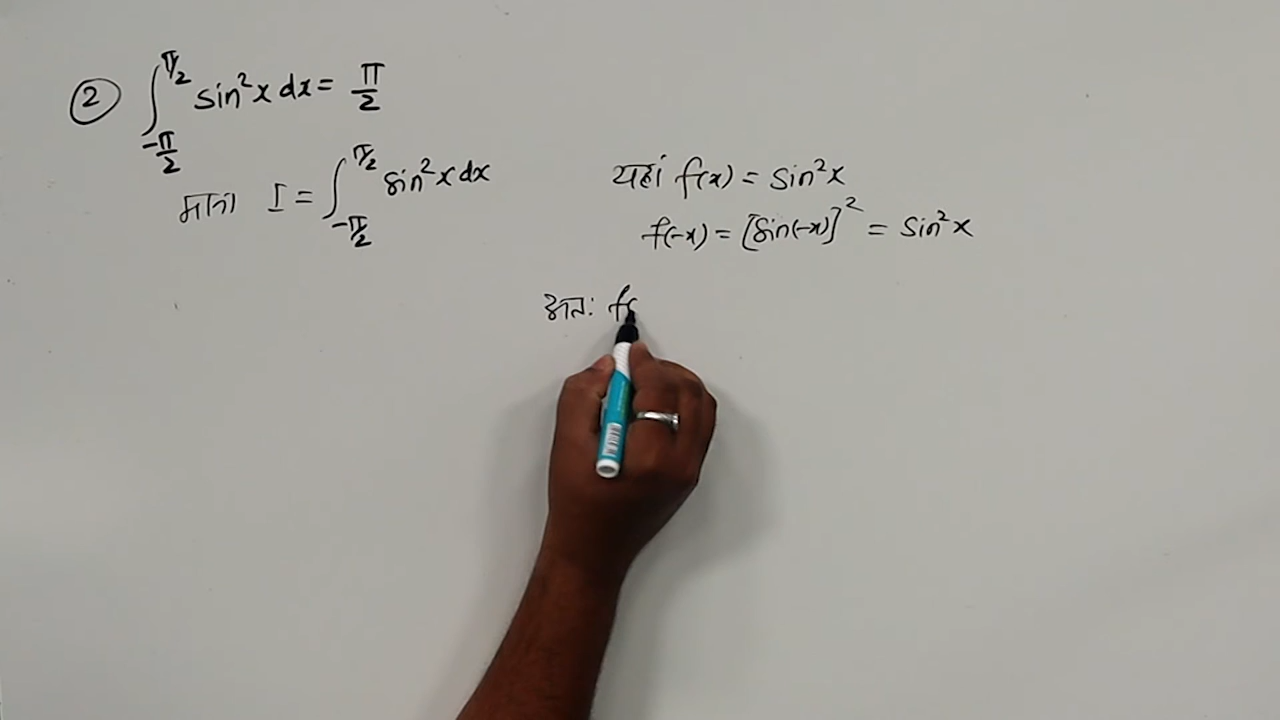 ② ∫_{-π/2}^{π/2} sin²x dx = π/2
माना I = ∫_{-π/2}^{π/2} sin²x dx
यहां f(x) = sin²x
f(-x) = [sin(-x)]² = sin²x
अतः f(